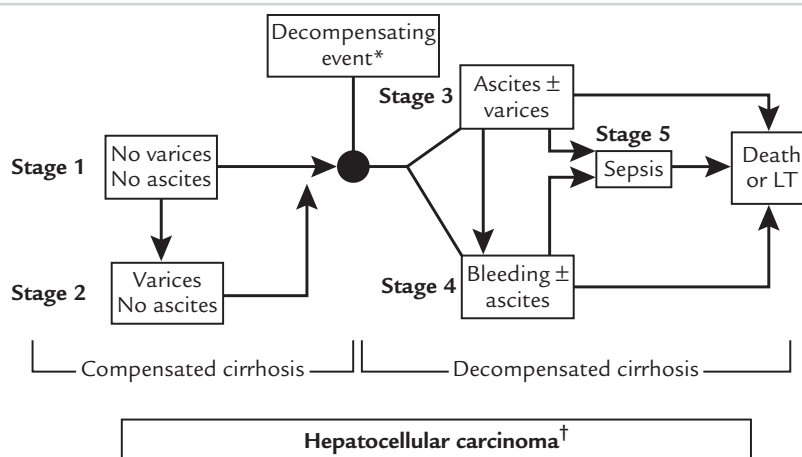 Decompensating
event*
Stage 3
Ascites ±
varices
Stage 1
No varices
No ascites
Stage 5
Sepsis
Death
or LT
Stage 2
Varices
No ascites
Stage 4
Bleeding ±
ascites
Compensated cirrhosis
Decompensated cirrhosis
Hepatocellular carcinoma†